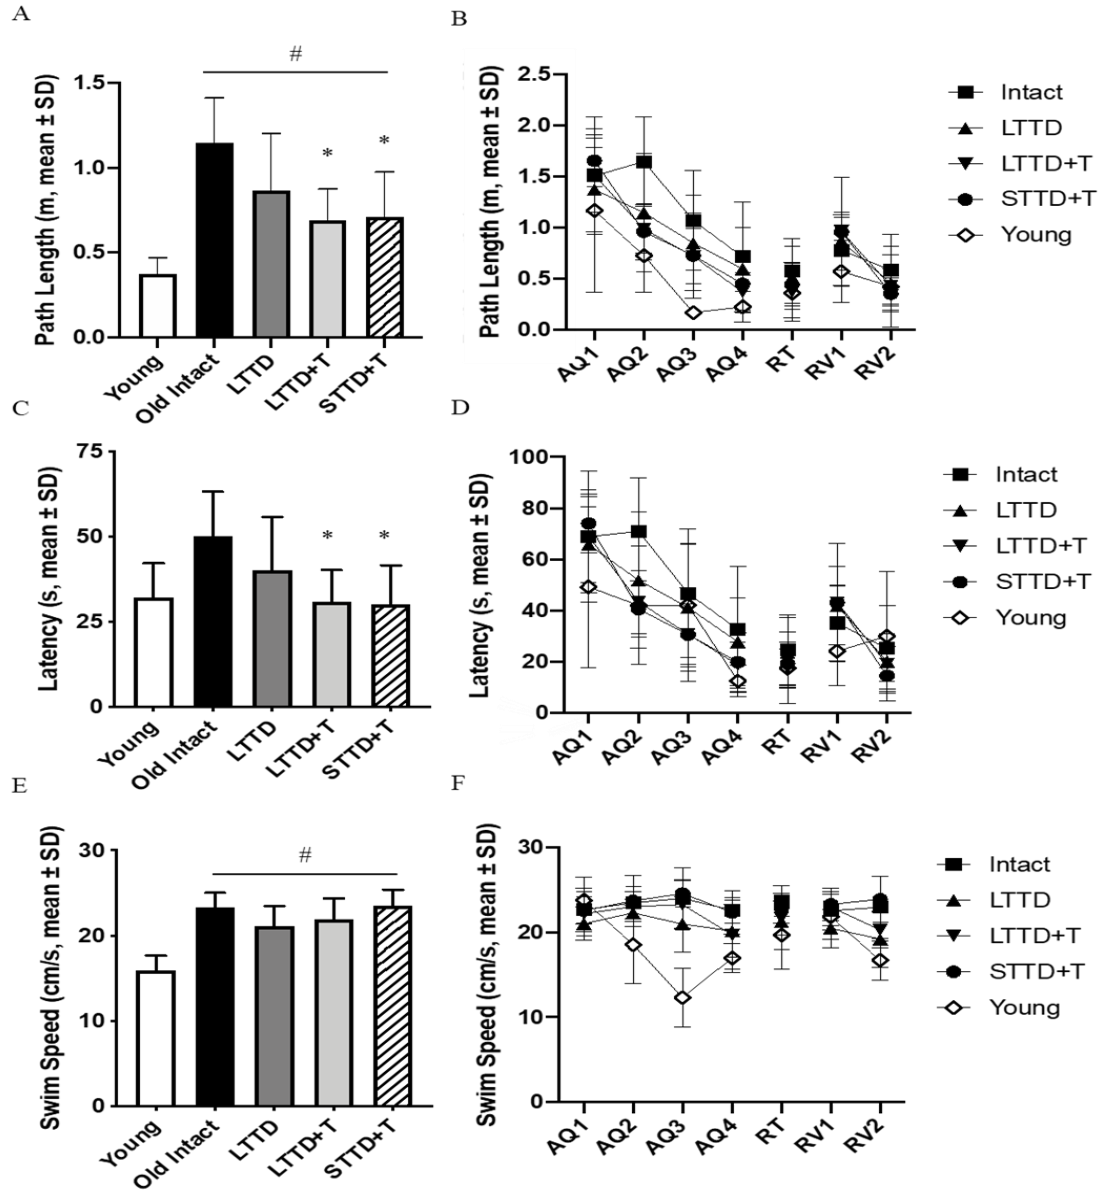 A
#
Path Length (m, mean ± SD)
1.5
1.0
0.5
0.0
*
*
Young
Old Intact
LTTD
LTTD+T
STTD+T
B
Path Length (m, mean ± SD)
2.5
2.0
1.5
1.0
0.5
0.0
AQ1
AQ2
AQ3
AQ4
RT
RV1
RV2
Intact
LTTD
LTTD+T
STTD+T
Young
C
Latency (s, mean ± SD)
75
50
25
0
*
*
Young
Old Intact
LTTD
LTTD+T
STTD+T
D
Latency (s, mean ± SD)
100
80
60
40
20
0
AQ1
AQ2
AQ3
AQ4
RT
RV1
RV2
Intact
LTTD
LTTD+T
STTD+T
Young
E
#
Swim Speed (cm/s, mean ± SD)
30
20
10
0
Young
Old Intact
LTTD
LTTD+T
STTD+T
F
Swim Speed (cm/s, mean ± SD)
30
20
10
0
AQ1
AQ2
AQ3
AQ4
RT
RV1
RV2
Intact
LTTD
LTTD+T
STTD+T
Young